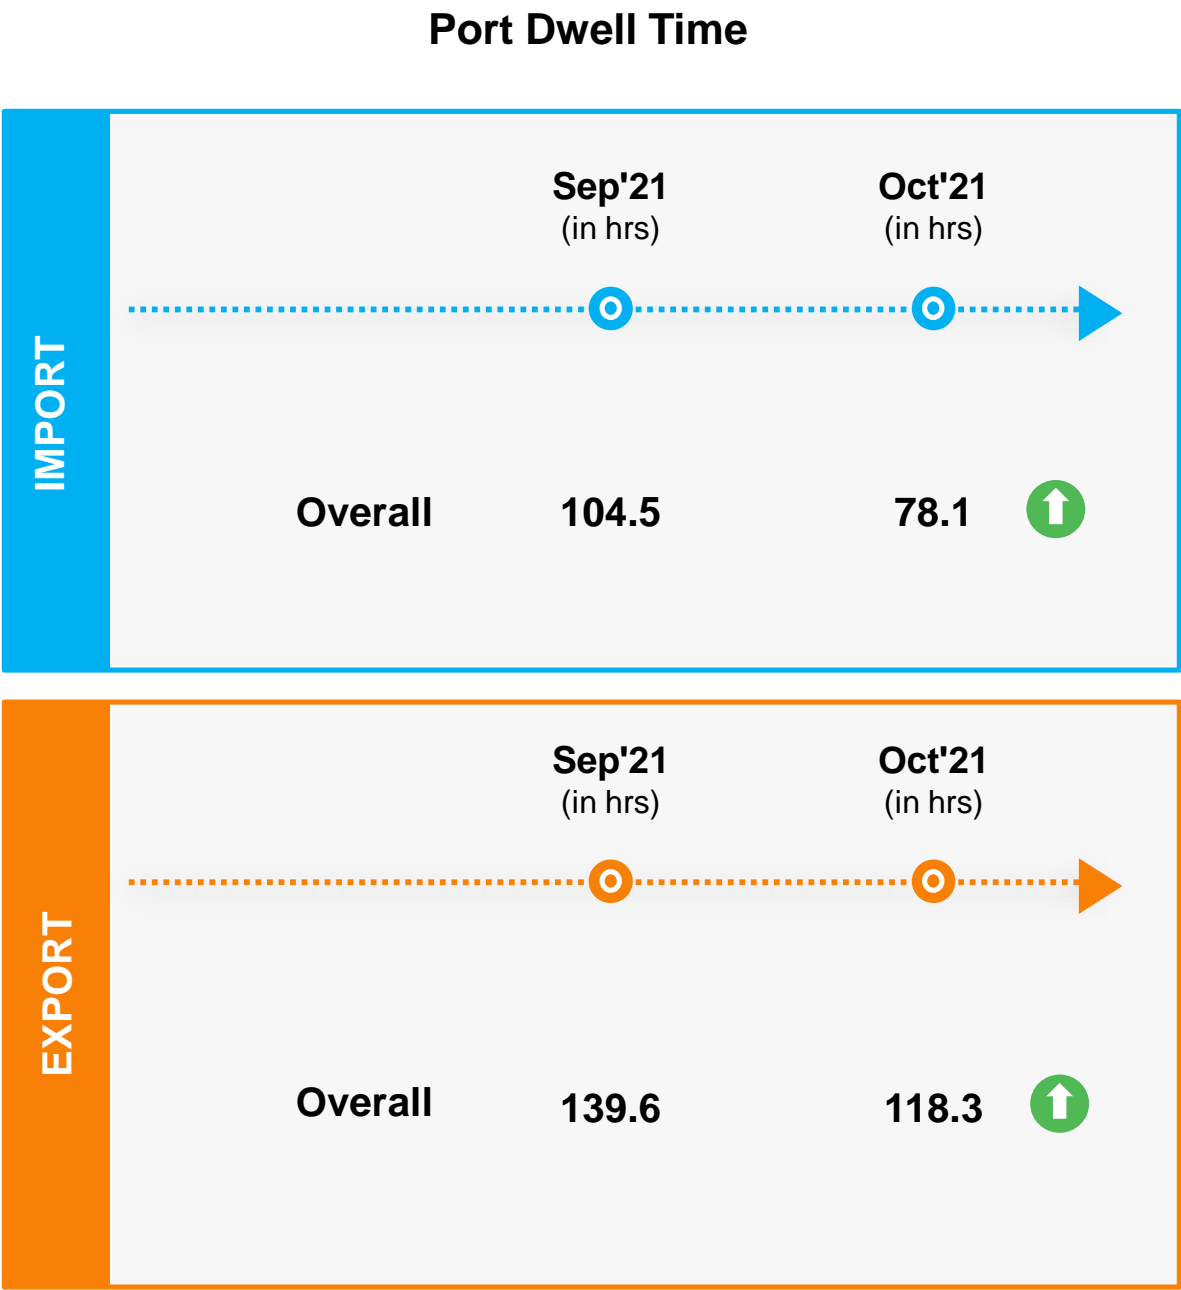 Port Dwell Time
IMPORT
Sep'21 Oct'21
(in hrs) (in hrs)
Overall 104.5 78.1
EXPORT
Sep'21 Oct'21
(in hrs) (in hrs)
Overall 139.6 118.3